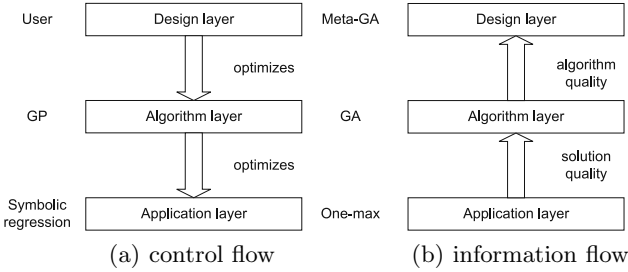 User
Design layer
optimizes
GP
Algorithm layer
optimizes
Symbolic
regression
Application layer
(a) control flow
Meta-GA
Design layer
algorithm
quality
GA
Algorithm layer
solution
quality
One-max
Application layer
(b) information flow